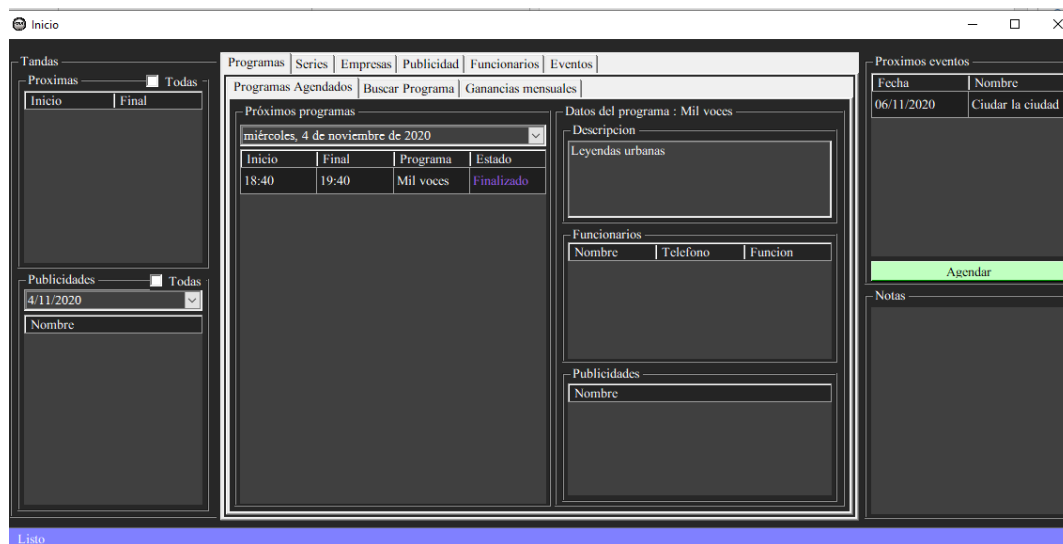 Inicio
Tandas
Proximas
Todas
Inicio Final
Publicidades
Todas
4/11/2020
Nombre
Programas Series Empresas Publicidad Funcionarios Eventos
Programas Agendados Buscar Programa Ganancias mensuales
Próximos programas
miércoles, 4 de noviembre de 2020
Inicio Final Programa Estado
18:40 19:40 Mil voces Finalizado
Datos del programa : Mil voces
Descripcion
Leyendas urbanas
Funcionarios
Nombre Telefono Funcion
Publicidades
Nombre
Proximos eventos
Fecha Nombre
06/11/2020 Ciudar la ciudad
Agendar
Notas
Listo